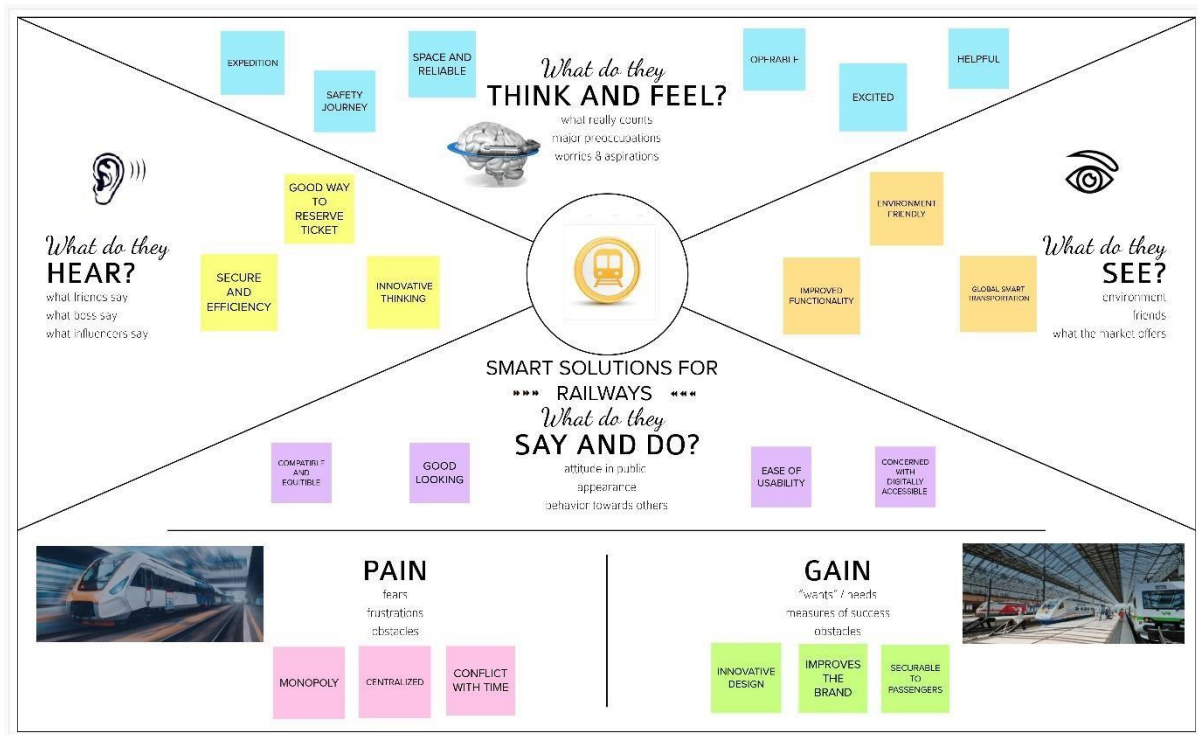 EXPEDITION
SAFETY
JOURNEY
SPACE AND
RELIABLE
What do they
THINK AND FEEL?
what really counts
major preoccupations
worries & aspirations
OPERABLE
EXCITED
HELPFUL
What do they
HEAR?
what friends say
what boss say
what influencers say
GOOD WAY
TO
RESERVE
TICKET
SECURE
AND
EFFICIENCY
INNOVATIVE
THINKING
ENVIRONMENT
FRIENDLY
IMPROVED
FUNCTIONALITY
GLOBAL SMART
TRANSPORTATION
What do they
SEE?
environment
friends
what the market offers
SMART SOLUTIONS FOR
RAILWAYS
What do they
SAY AND DO?
attitude in public
appearance
behavior towards others
COMPATIBLE
AND
EQUITIBLE
GOOD
LOOKING
EASE OF
USABILITY
CONCERNED
WITH
DIGITALLY
ACCESSIBLE
PAIN
fears
frustrations
obstacles
MONOPOLY
CENTRALIZED
CONFLICT
WITH TIME
GAIN
"wants" / needs
measures of success
obstacles
INNOVATIVE
DESIGN
IMPROVES
THE
BRAND
SECURABLE
TO
PASSENGERS